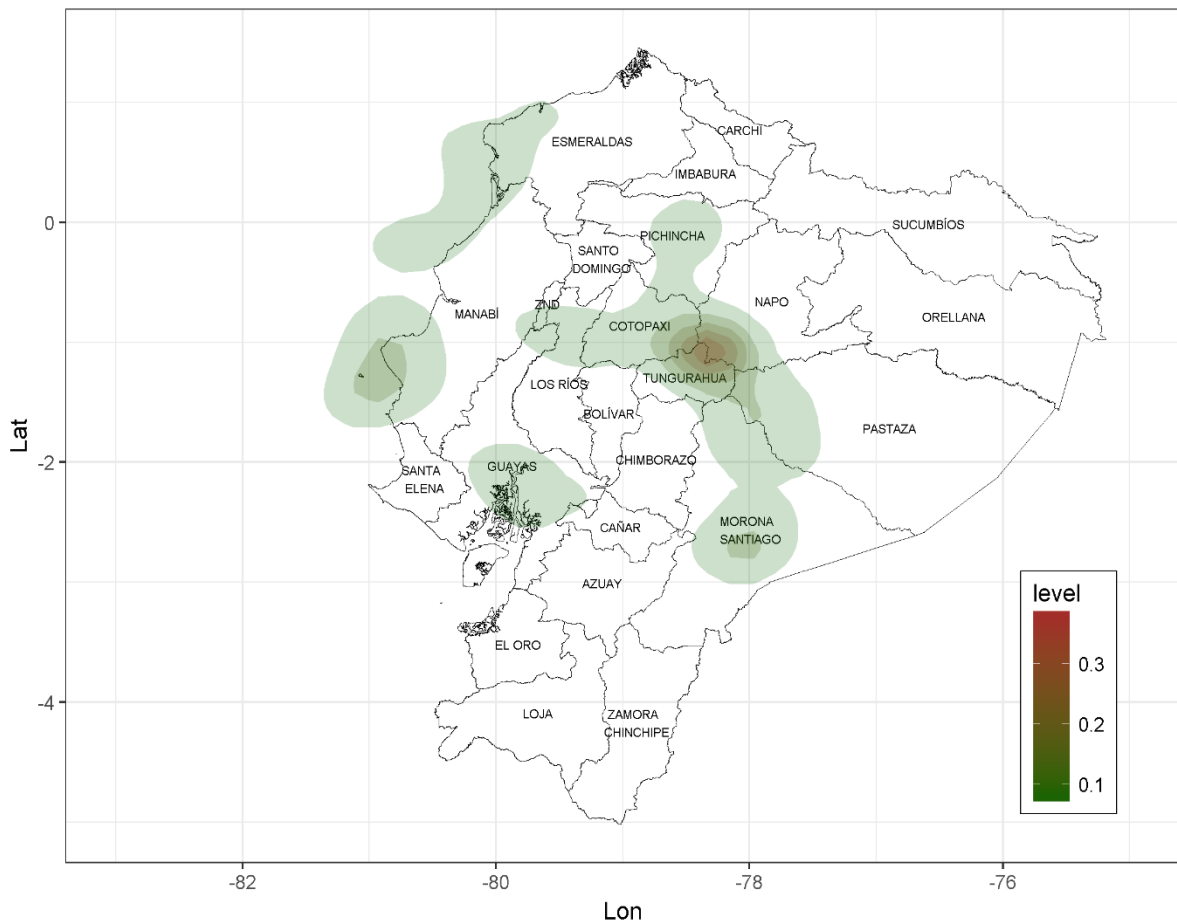 CARCHI
ESMERALDAS
IMBABURA
SUCUMBÍOS
PICHINCHA
SANTO
DOMINGO
NAPO
ZND
MANABÍ
COTOPAXI
ORELLANA
TUNGURAHUA
LOS RÍOS
BOLÍVAR
PASTAZA
GUAYAS
CHIMBORAZO
SANTA
ELENA
MORONA
SANTIAGO
CAÑAR
AZUAY
EL ORO
LOJA
ZAMORA
CHINCHIPE
level
0.3
0.2
0.1
0
-2
-4
Lat
-82
-80
-78
-76
Lon